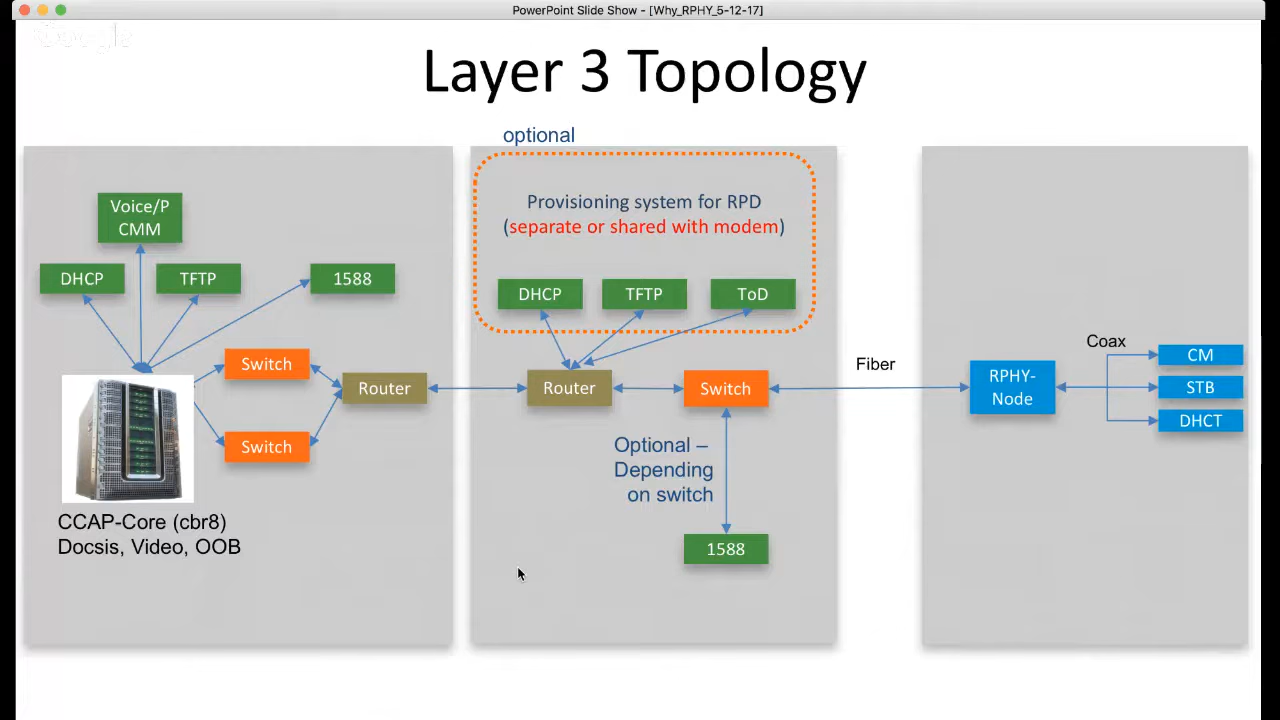 PowerPoint Slide Show - [Why_RPHY_5-12-17]
Google
Layer 3 Topology
optional
Voice/P
CMM
DHCP
TFTP
1588
Switch
Switch
Router
CCAP-Core (cbr8)
Docsis, Video, OOB
Provisioning system for RPD
(separate or shared with modem)
DHCP
TFTP
ToD
Router
Switch
Optional –
Depending
on switch
1588
Fiber
RPHY-
Node
Coax
CM
STB
DHCT